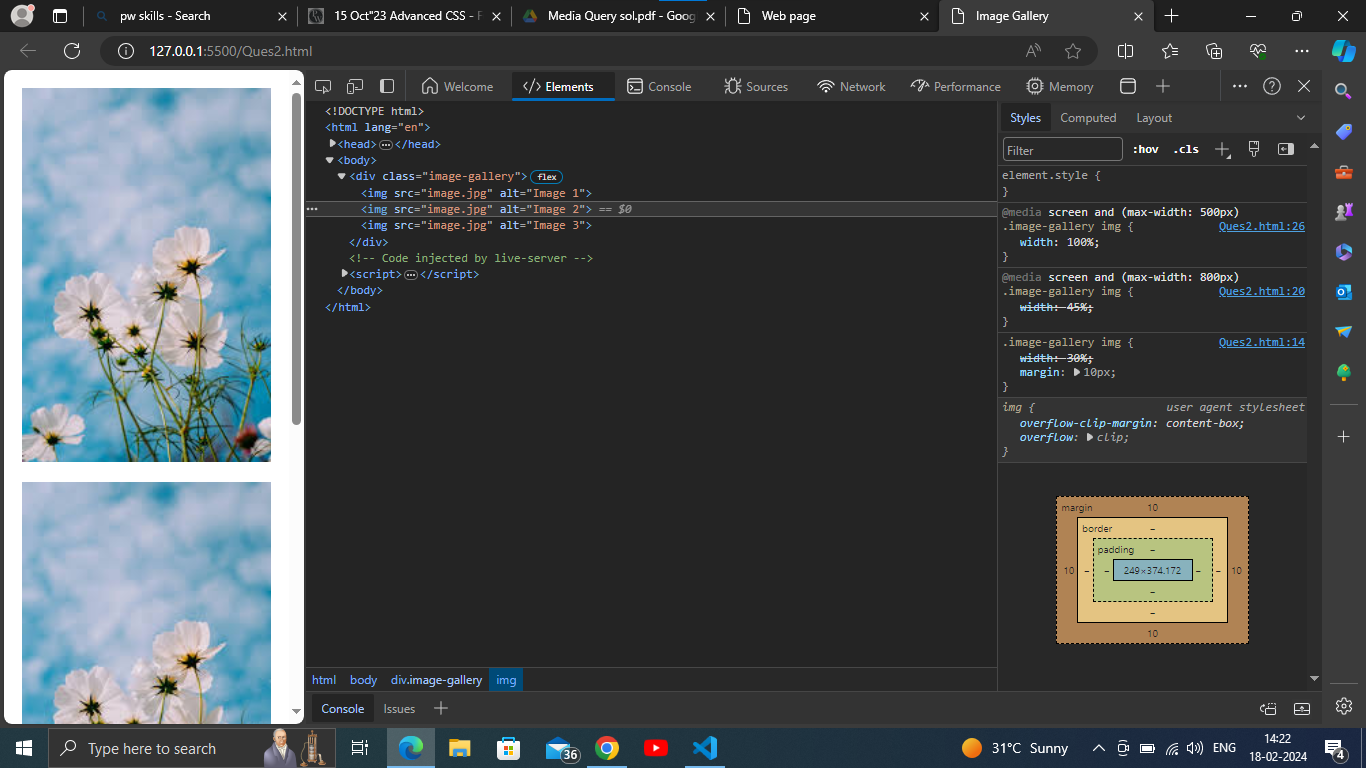 pw skills - Search
15 Oct"23 Advanced CSS - F
Media Query sol.pdf - Goog
Web page
Image Gallery
127.0.0.1:5500/Ques2.html
Welcome
</> Elements
Console
Sources
Network
Performance
Memory
<!DOCTYPE html>
<html lang="en">
<head> … </head>
<body>
<div class="image-gallery"> flex
<img src="image.jpg" alt="Image 1">
<img src="image.jpg" alt="Image 2"> == $0
<img src="image.jpg" alt="Image 3">
</div>
<!-- Code injected by live-server -->
<script> … </script>
</body>
</html>
html body div.image-gallery img
Styles Computed Layout
Filter :hov .cls
element.style {
}
@media screen and (max-width: 500px)
.image-gallery img { Ques2.html:26
width: 100%;
}
@media screen and (max-width: 800px)
.image-gallery img { Ques2.html:20
width: 45%;
}
.image-gallery img { Ques2.html:14
width: 30%;
margin: 10px;
}
img { user agent stylesheet
overflow-clip-margin: content-box;
overflow: clip;
}
margin 10
border –
padding –
10 – – 249×374.172 – – 10
–
–
10
Console Issues
Type here to search
36
31°C Sunny
ENG
14:22
18-02-2024
4